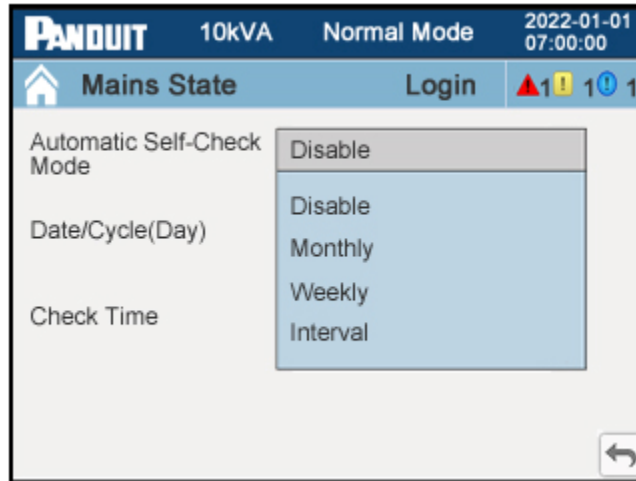 PANDUIT 10kVA Normal Mode 2022-01-01
07:00:00
Mains State Login 1 ! 1 ! 1
Automatic Self-Check
Mode
Disable
Disable
Date/Cycle(Day)
Monthly
Weekly
Check Time
Interval